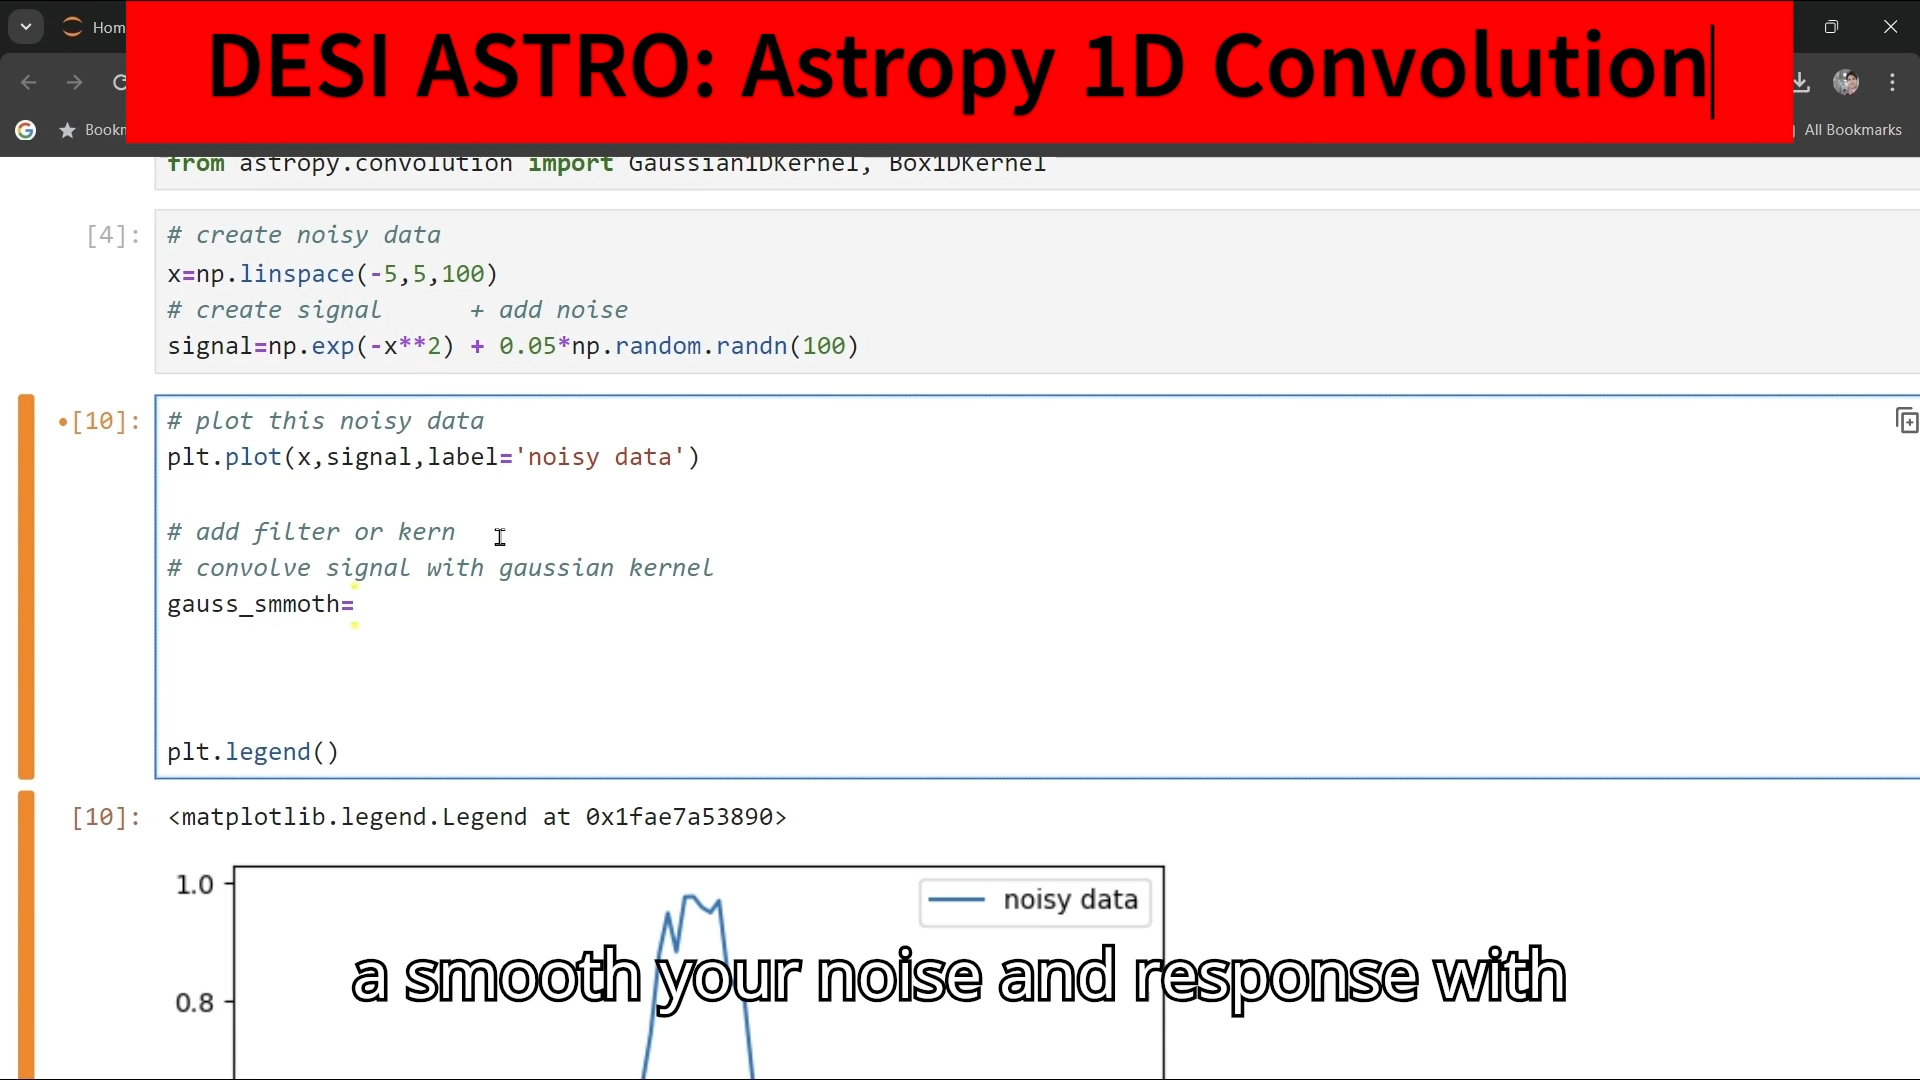 Hom
DESI ASTRO: Astropy 1D Convolution
Bookm
All Bookmarks
from astropy.convolution import Gaussian1DKernel, Box1DKernel
[4]:
# create noisy data
x=np.linspace(-5,5,100)
# create signal + add noise
signal=np.exp(-x**2) + 0.05*np.random.randn(100)
•[10]:
# plot this noisy data
plt.plot(x,signal,label='noisy data')
# add filter or kern
# convolve signal with gaussian kernel
gauss_smmoth=
plt.legend()
[10]: <matplotlib.legend.Legend at 0x1fae7a53890>
1.0
noisy data
a smooth your noise and response with
0.8